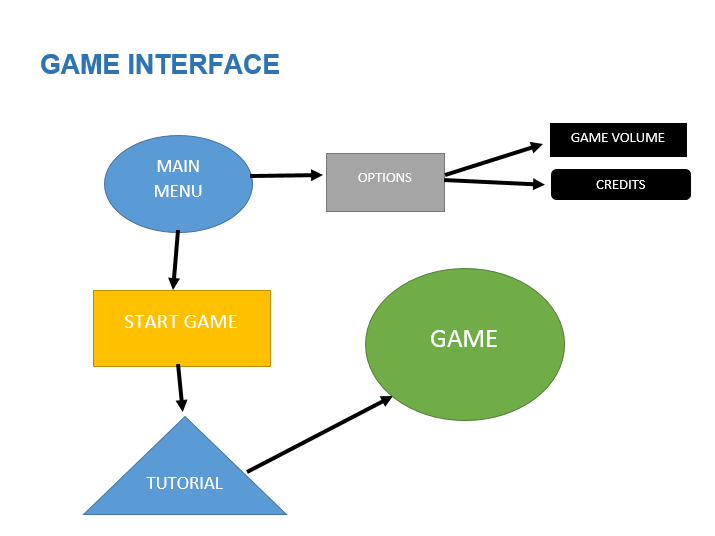 GAME INTERFACE
MAIN
MENU
OPTIONS
GAME VOLUME
CREDITS
START GAME
GAME
TUTORIAL